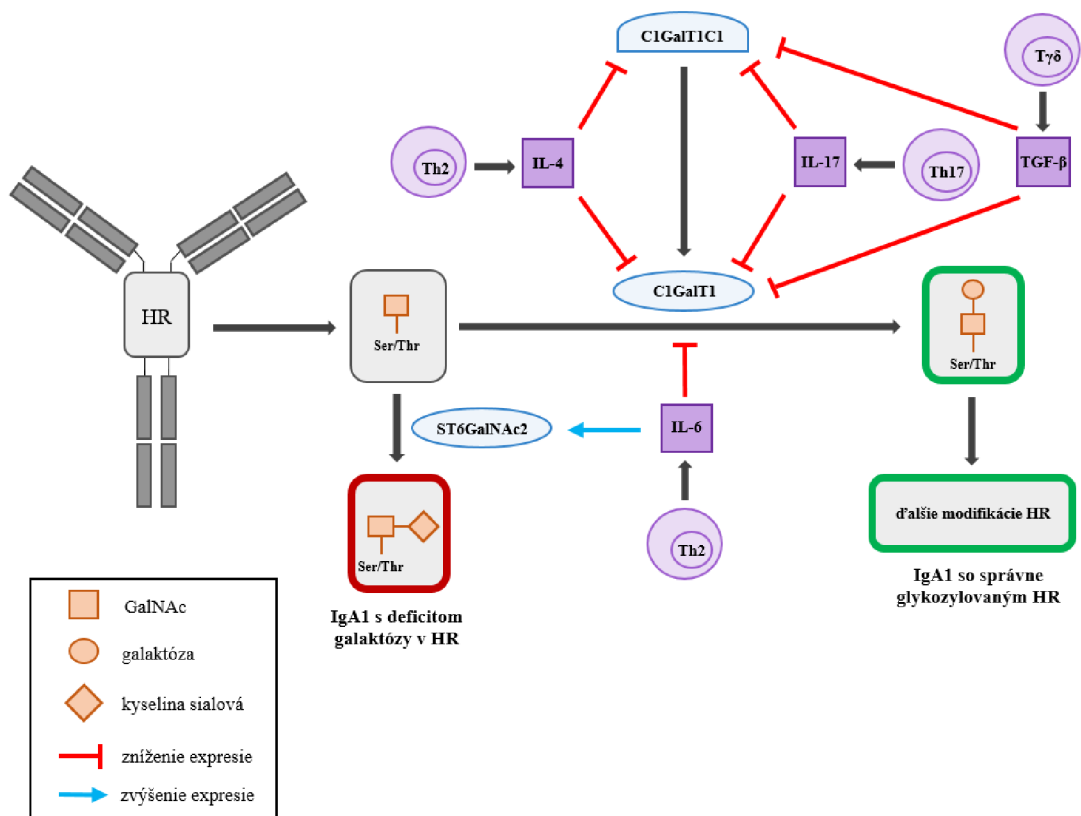 C1GalT1C1
Tγδ
Th2
IL-4
IL-17
Th17
TGF-β
HR
C1GalT1
Ser/Thr
Ser/Thr
ST6GalNAc2
IL-6
Ser/Thr
Th2
ďalšie modifikácie HR
IgA1 s deficitom
galaktózy v HR
IgA1 so správne
glykozylovaným HR
GalNAc
galaktóza
kyselina sialová
zníženie expresie
zvýšenie expresie